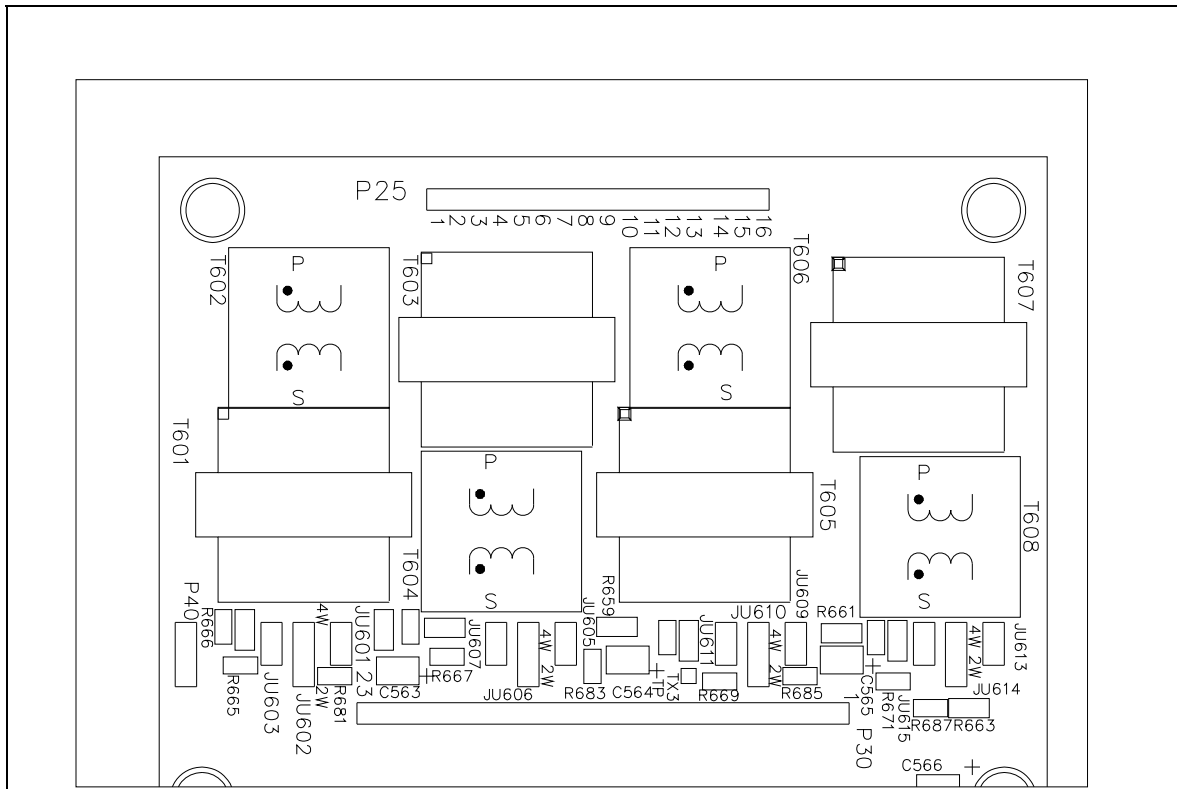 P25
1 2 3 4 5 6 7 8 9 10 11 12 13 14 15 16
T602
P
S
T603
T606
P
S
T607
T601
T604
P
S
T605
T608
P
S
P40
R666
R665
JU603
4W
2W
JU602
JU601
R681
23
C563
+
R667
JU607
JU606
4W
2W
JU605
R683
R659
C564
+
TP
TX3
JU611
R669
JU610
4W
2W
JU609
R685
R661
C565
+
R671
JU615
4W
2W
JU613
JU614
R687
R663
1
P30
C566
+